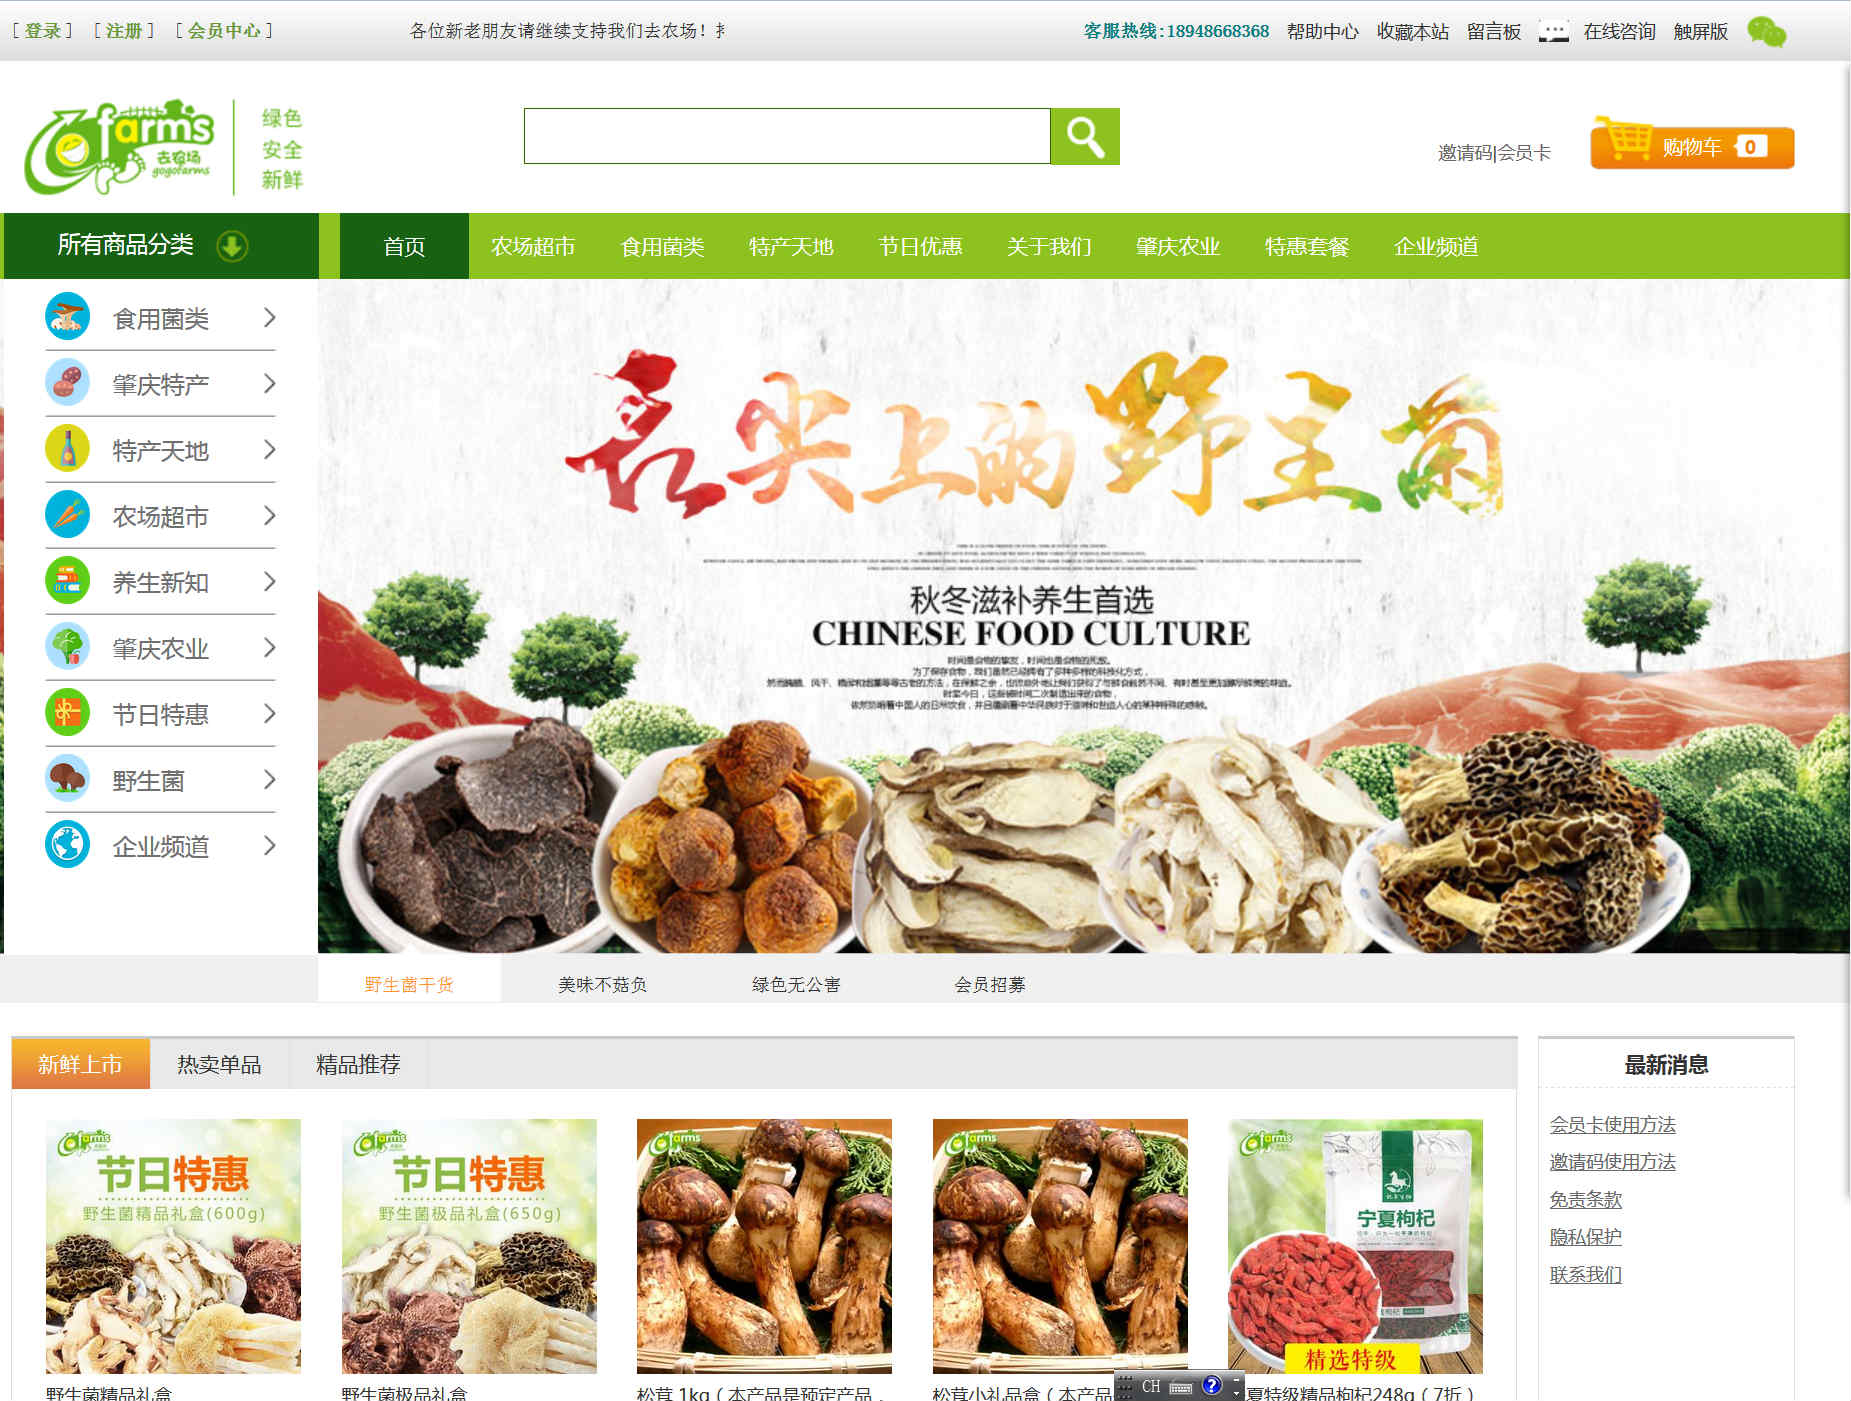 [ 登录 ] [ 注册 ] [ 会员中心 ] 各位新老朋友请继续支持我们去农场! 客服热线:18948668368 帮助中心 收藏本站 留言板 在线咨询 触屏版
e farms
去农场
gogofarms
绿色
安全
新鲜
邀请码|会员卡
购物车 0
所有商品分类 首页 农场超市 食用菌类 特产天地 节日优惠 关于我们 肇庆农业 特惠套餐 企业频道
食用菌类
肇庆特产
特产天地
农场超市
养生新知
肇庆农业
节日特惠
野生菌
企业频道
舌尖上的野生菌
秋冬滋补养生首选
CHINESE FOOD CULTURE
野生菌干货 美味不菇负 绿色无公害 会员招募
新鲜上市 热卖单品 精品推荐
最新消息
会员卡使用方法
邀请码使用方法
免责条款
隐私保护
联系我们
farms
节日特惠
野生菌精品礼盒(600g)
farms
节日特惠
野生菌极品礼盒(650g)
farms
farms
farms
宁夏枸杞
精选特级
野生菌精品礼盒 野生菌极品礼盒 松茸 1kg ( 本产品是预定产品 , 松茸小礼品盒 ( 本产品 夏特级精品枸杞248g ( 7折 )
CH ?